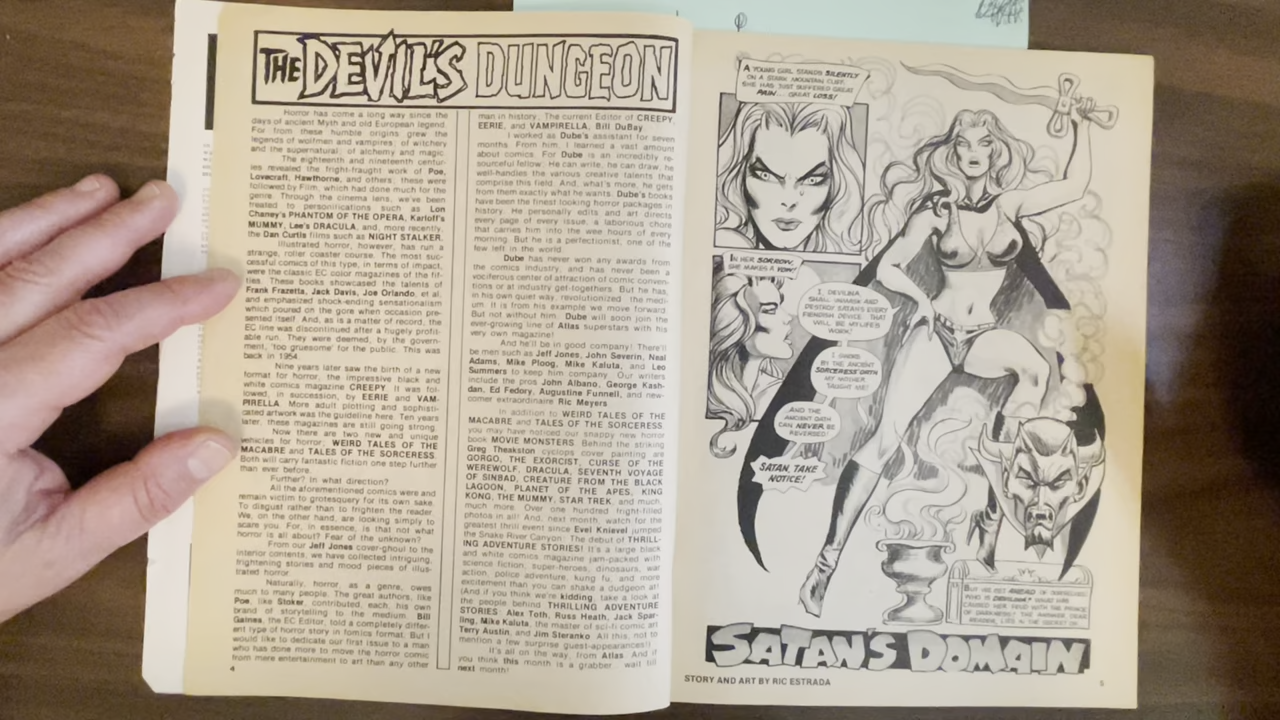 THE DEVIL'S DUNGEON
Horror has come a long way since the
days of ancient Myth and old European legend.
For from these humble origins grew the
legends of wolfmen and vampires; of witchery
and the supernatural; of alchemy and magic.
The eighteenth and nineteenth centur-
ies revealed the fright-fraught work of Poe,
Lovecraft, Hawthorne, and others; these were
followed by Film, which had done much for the
genre. Through the cinema lens, we've been
treated to personifications such as Lon
Chaney's PHANTOM OF THE OPERA, Karloff's
MUMMY, Lee's DRACULA, and, more recently,
the Dan Curtis films such as NIGHT STALKER.
Illustrated horror, however, has run a
strange, roller coaster course. The most suc-
cessful comics of this type, in terms of impact,
were the classic EC color magazines of the fif-
ties. These books showcased the talents of
Frank Frazetta, Jack Davis, Joe Orlando, et al.
and emphasized shock-ending sensationalism
which poured on the gore when occasion pre-
sented itself. And, as is a matter of record, the
EC line was discontinued after a hugely profit-
able run. They were deemed, by the govern-
ment, 'too gruesome' for the public. This was
back in 1954.
Nine years later saw the birth of a new
format for horror, the impressive black and
white comics magazine CREEPY. It was fol-
lowed, in succession, by EERIE and VAM-
PIRELLA. More adult plotting and sophisti-
cated artwork was the guideline here. Ten years
later, these magazines are still going strong.
Now there are two new and unique
vehicles for horror; WEIRD TALES OF THE
MACABRE and TALES OF THE SORCERESS.
Both will carry fantastic fiction one step further
than ever before.
Further? In what direction?
All the aforementioned comics were and
remain victim to grotesquery for its own sake.
To disgust rather than to frighten the reader.
We, on the other hand, are looking simply to
scare you. For, in essence, is that not what
horror is all about? Fear of the unknown?
From our Jeff Jones cover-ghoul to the
interior contents, we have collected intriguing,
frightening stories and mood pieces of illus-
trated horror.
Naturally, horror, as a genre, owes
much to many people. The great authors, like
Poe, like Stoker, contributed, each his own
brand of storytelling to the medium. Bill
Gaines, the EC Editor, told a completely differ-
ent type of horror story in comics format. But I
would like to dedicate our first issue to a man
who has done more to move the horror comic
from mere entertainment to art than any other
4
man in history. The current Editor of CREEPY,
EERIE, and VAMPIRELLA, Bill DuBay.
I worked as Dube's assistant for seven
months. From him, I learned a vast amount
about comics. For Dube is an incredibly re-
sourceful fellow: He can write, he can draw, he
well-handles the various creative talents that
comprise this field. And, what's more, he gets
from them exactly what he wants. Dube's books
have been the finest looking horror packages in
history. He personally edits and art directs
every page of every issue, a laborious chore
that carries him into the wee hours of every
morning. But he is a perfectionist, one of the
few left in the world.
Dube has never won any awards from
the comics industry, and has never been a
vociferous center of attraction of comic conven-
tions or at industry get-togethers. But he has,
in his own quiet way, revolutionized the medi-
um. It is from his example we move forward.
But not without him. Dube will soon join the
ever-growing line of Atlas superstars with his
very own magazine!
And he'll be in good company! There'll
be men such as Jeff Jones, John Severin, Neal
Adams, Mike Ploog, Mike Kaluta, and Leo
Summers to keep him company. Our writers
include the pros John Albano, George Kash-
dan, Ed Fedory, Augustine Funnell, and new-
comer extraordinaire Ric Meyers.
In addition to WEIRD TALES OF THE
MACABRE and TALES OF THE SORCERESS,
you may have noticed our snappy new horror
book MOVIE MONSTERS. Behind the striking
Greg Theakston cyclops cover painting are
GORGO, THE EXORCIST, CURSE OF THE
WEREWOLF, DRACULA, SEVENTH VOYAGE
OF SINBAD, CREATURE FROM THE BLACK
LAGOON, PLANET OF THE APES, KING
KONG, THE MUMMY, STAR TREK, and much,
much more. Over one hundred fright-filled
photos in all! And, next month, watch for the
greatest thrill event since Evel Knievel jumped
the Snake River Canyon: The debut of THRILL-
ING ADVENTURE STORIES! It's a large black
and white comics magazine jam-packed with
science fiction, super-heroes, dinosaurs, war
action, police adventure, kung fu, and more
excitement than you can shake a dudgeon at!
(And if you think we're kidding, take a look at
the people behind THRILLING ADVENTURE
STORIES: Alex Toth, Russ Heath, Jack Spar-
ling, Mike Kaluta, the master of sci-fi comic art
Terry Austin, and Jim Steranko. All this, not to
mention a few surprise guest-appearances!)
It's all on the way, from Atlas. And if
you think this month is a grabber... wait till
next month!
A YOUNG GIRL STANDS SILENTLY
ON A STARK MOUNTAIN CLIFF.
SHE HAS JUST SUFFERED GREAT
PAIN... GREAT LOSS!
IN HER SORROW,
SHE MAKES A VOW!
I, DEVILINA,
SHALL UNMASK AND
DESTROY SATAN'S EVERY
FIENDISH DEVICE. THAT
WILL BE MY LIFE'S
WORK!
I SWEAR
BY THE ANCIENT
SORCERESS' OATH
MY MOTHER
TAUGHT ME!
AND THE
ANCIENT OATH
CAN NEVER BE
REVERSED!
SATAN, TAKE
NOTICE!
BUT WE GET AHEAD OF OURSELVES!
WHO IS DEVILINA? WHAT HAS
CAUSED HER FEUD WITH THE PRINCE
OF DARKNESS? THE ANSWER, DEAR
READER, LIES IN THE
SATAN'S DOMAIN
STORY AND ART BY RIC ESTRADA
5